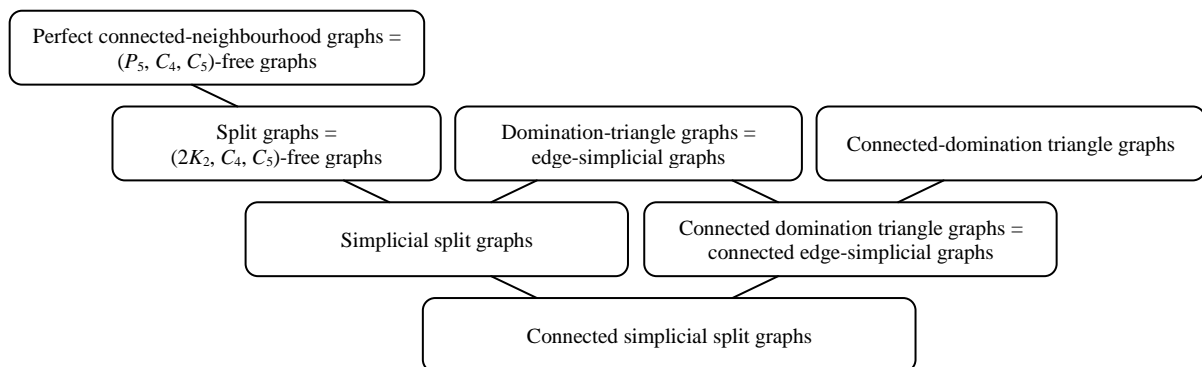 Perfect connected-neighbourhood graphs =
(P₅, C₄, C₅)-free graphs
Split graphs =
(2K₂, C₄, C₅)-free graphs
Domination-triangle graphs =
edge-simplicial graphs
Connected-domination triangle graphs
Simplicial split graphs
Connected domination triangle graphs =
connected edge-simplicial graphs
Connected simplicial split graphs